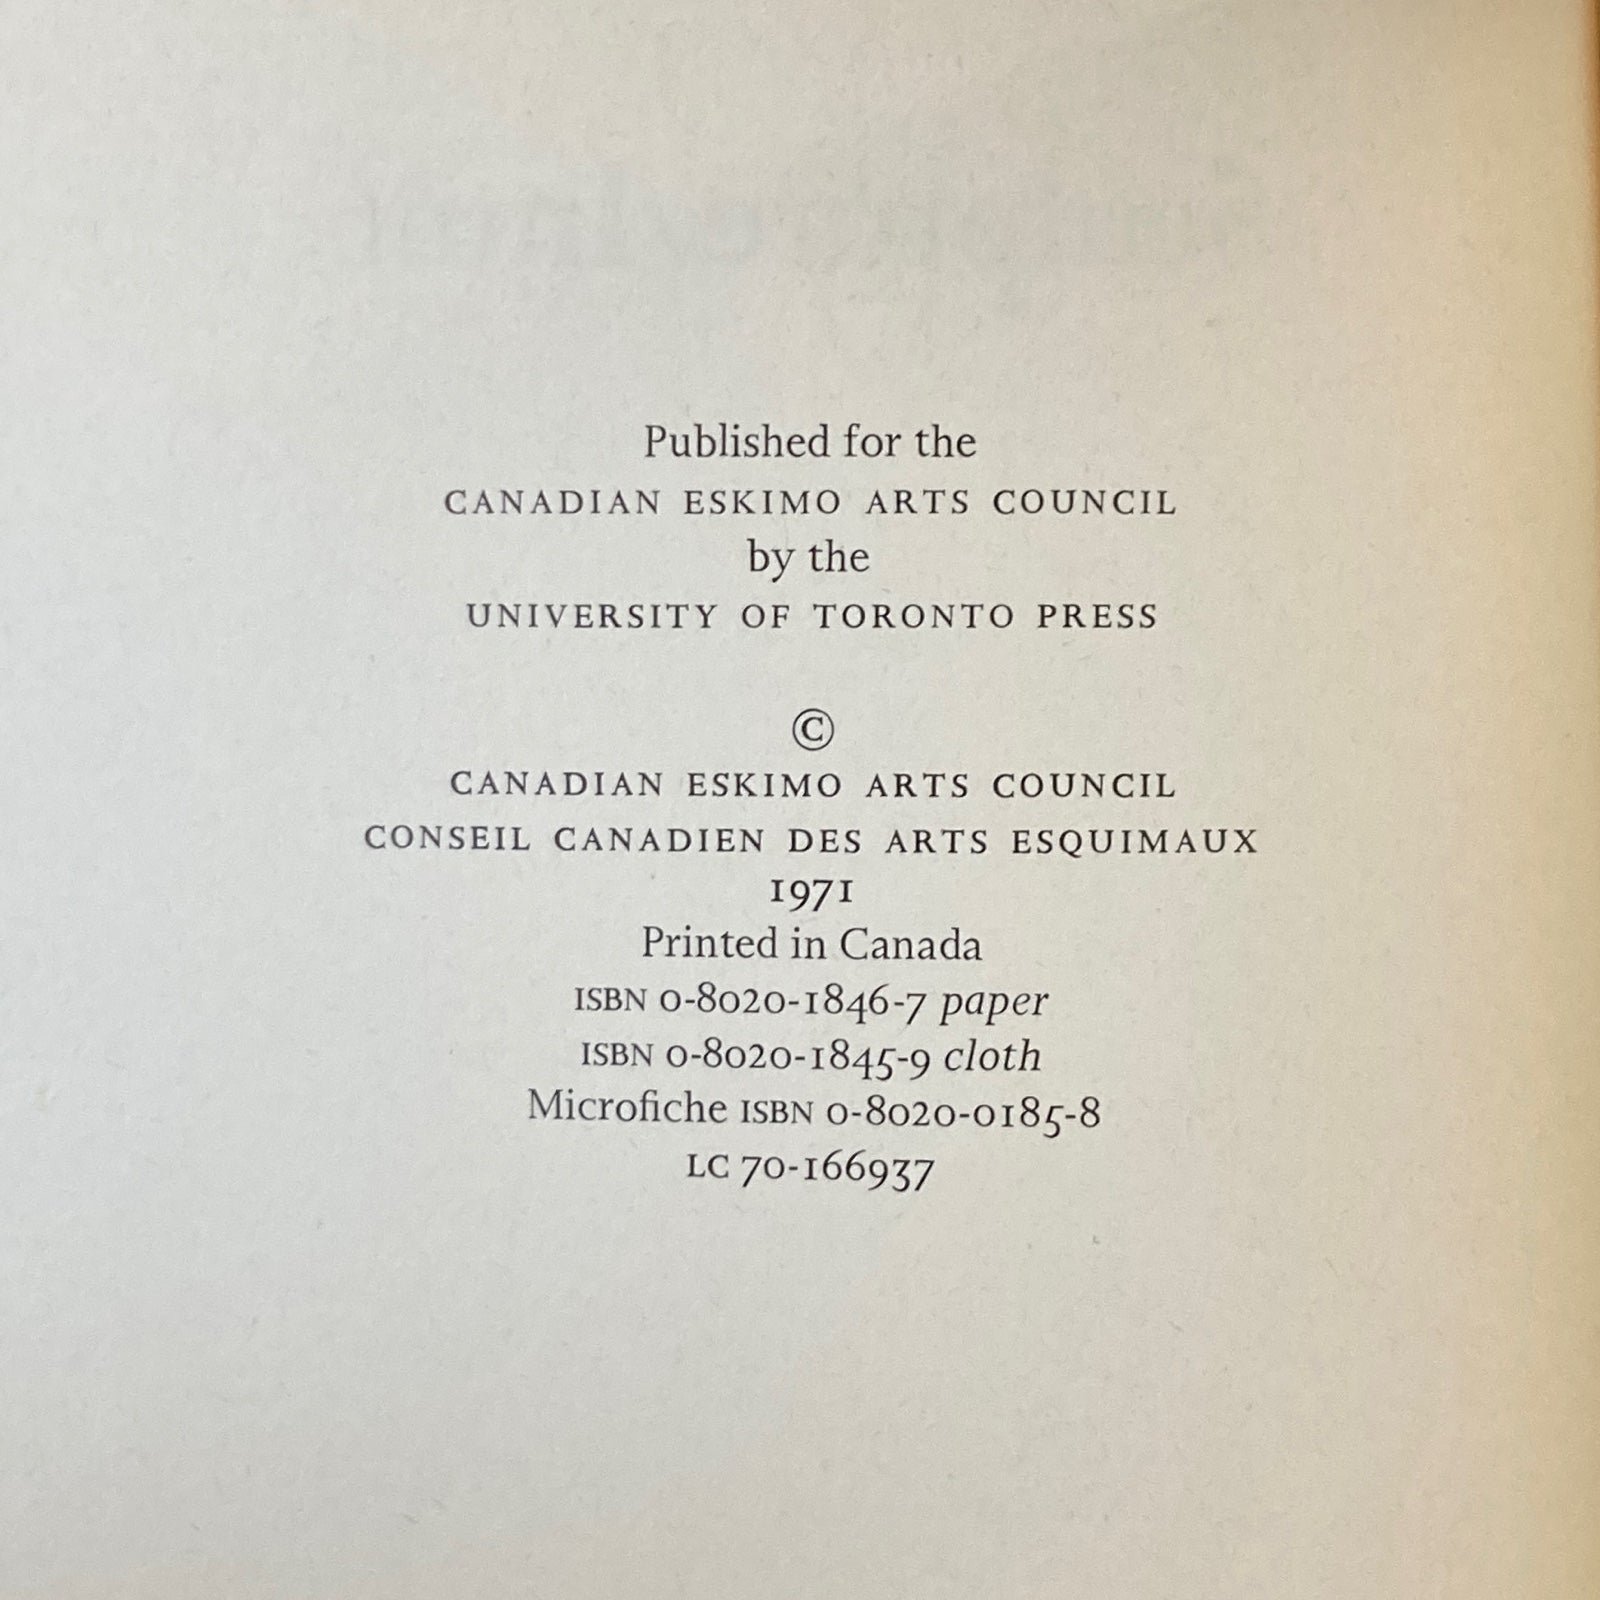 Published for the
CANADIAN ESKIMO ARTS COUNCIL
by the
UNIVERSITY OF TORONTO PRESS
©
CANADIAN ESKIMO ARTS COUNCIL
CONSEIL CANADIEN DES ARTS ESQUIMAUX
1971
Printed in Canada
ISBN 0-8020-1846-7 paper
ISBN 0-8020-1845-9 cloth
Microfiche ISBN 0-8020-0185-8
LC 70-166937